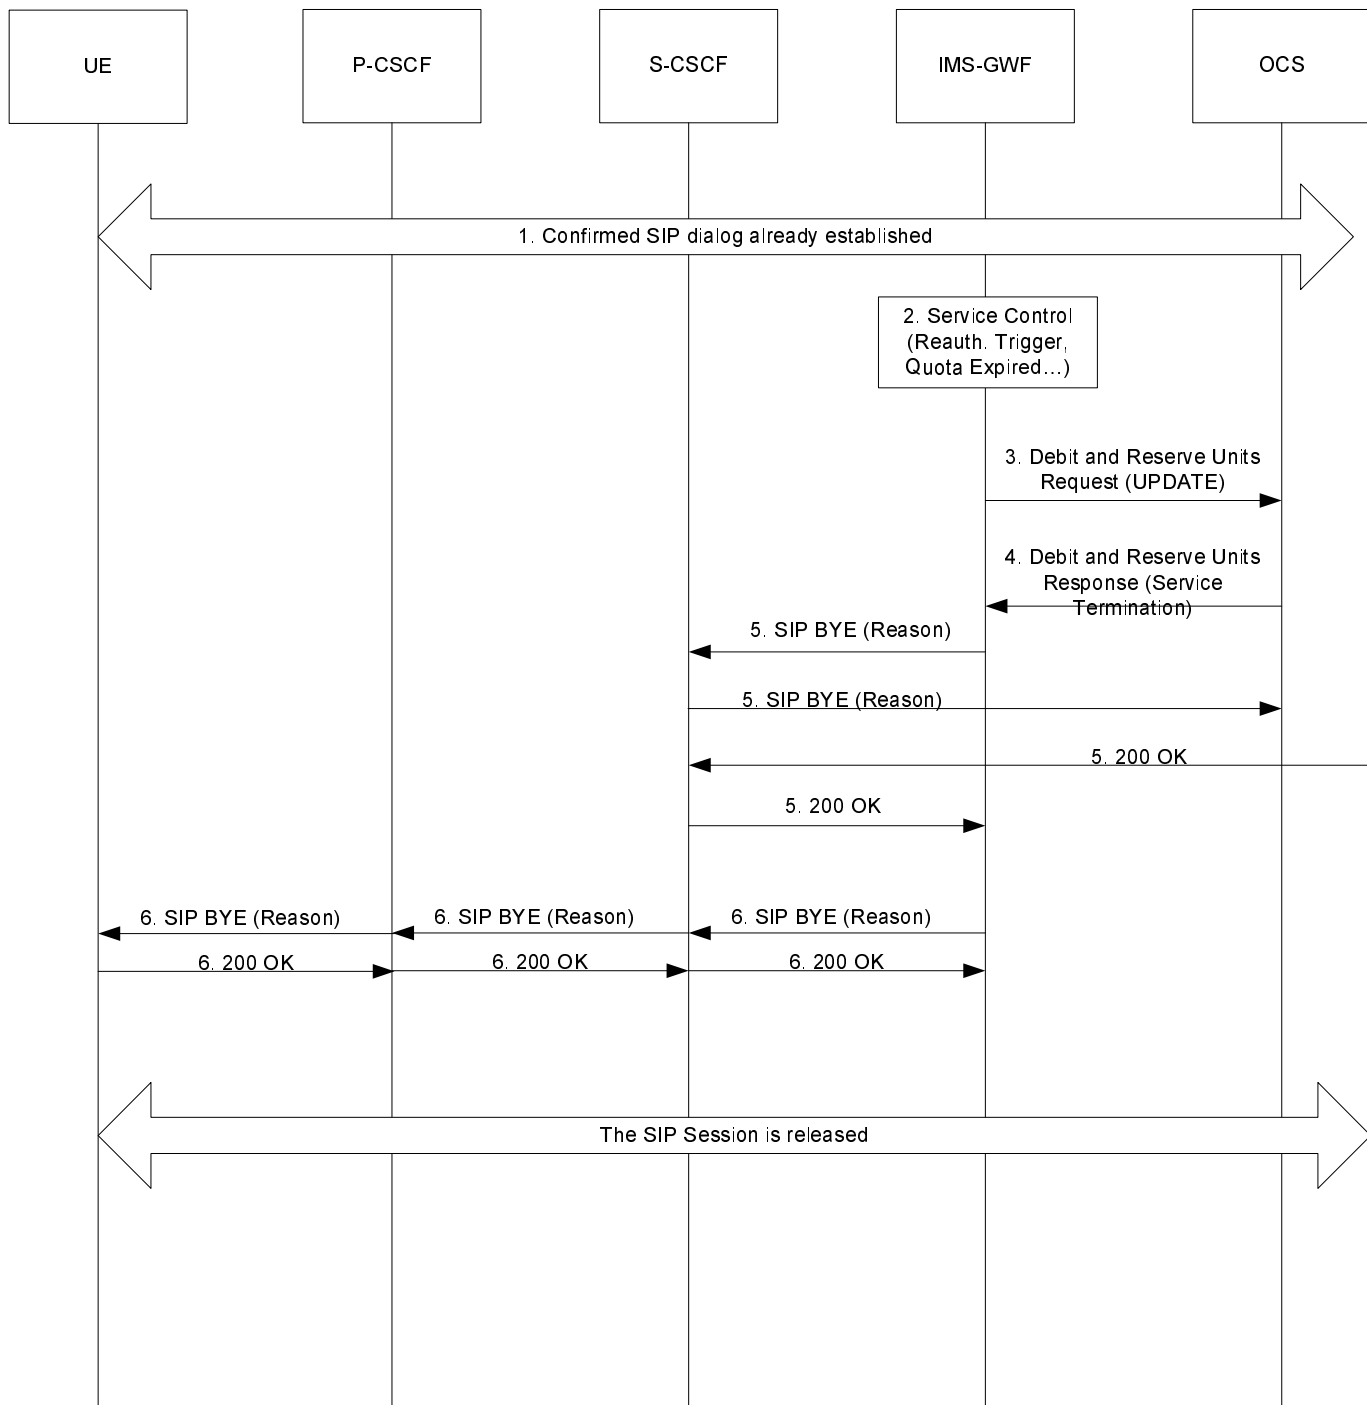 UE
P-CSCF
S-CSCF
IMS-GWF
OCS
1. Confirmed SIP dialog already established
2. Service Control
(Reauth. Trigger,
Quota Expired...)
3. Debit and Reserve Units
Request (UPDATE)
4. Debit and Reserve Units
Response (Service
Termination)
5. SIP BYE (Reason)
5. SIP BYE (Reason)
5. 200 OK
5. 200 OK
6. SIP BYE (Reason)
6. SIP BYE (Reason)
6. SIP BYE (Reason)
6. 200 OK
6. 200 OK
6. 200 OK
The SIP Session is released